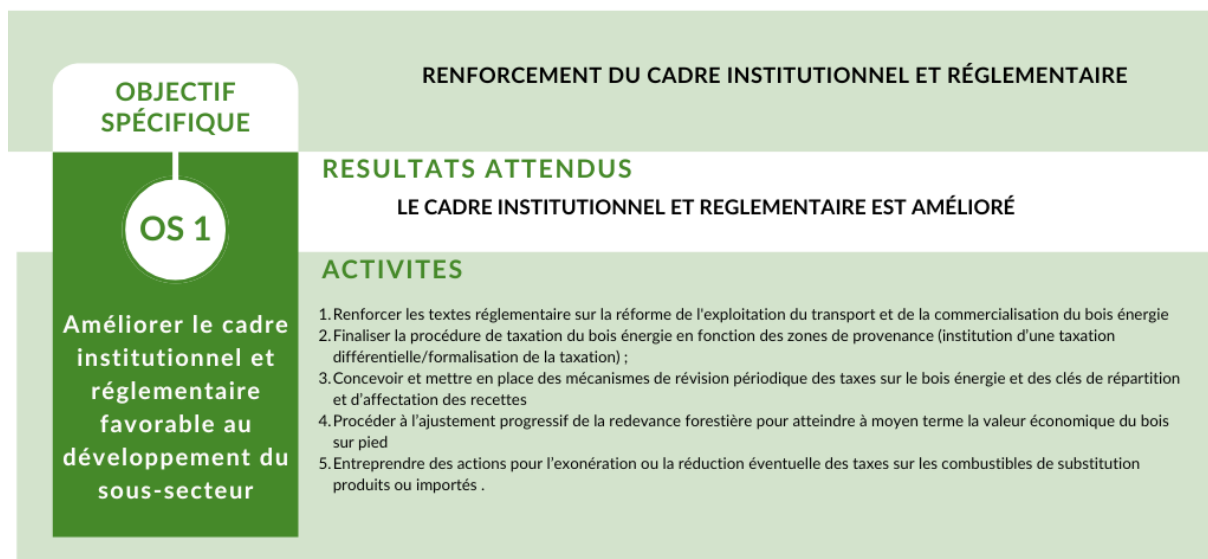 RENFORCEMENT DU CADRE INSTITUTIONNEL ET RÉGLEMENTAIRE
OBJECTIF
SPÉCIFIQUE
OS 1
Améliorer le cadre
institutionnel et
réglementaire
favorable au
développement du
sous-secteur
RESULTATS ATTENDUS
LE CADRE INSTITUTIONNEL ET REGLEMENTAIRE EST AMÉLIORÉ
ACTIVITES
1. Renforcer les textes réglementaire sur la réforme de l'exploitation du transport et de la commercialisation du bois énergie
2. Finaliser la procédure de taxation du bois énergie en fonction des zones de provenance (institution d'une taxation
différentielle/formalisation de la taxation) ;
3. Concevoir et mettre en place des mécanismes de révision périodique des taxes sur le bois énergie et des clés de répartition
et d'affectation des recettes
4. Procéder à l'ajustement progressif de la redevance forestière pour atteindre à moyen terme la valeur économique du bois
sur pied
5. Entreprendre des actions pour l'exonération ou la réduction éventuelle des taxes sur les combustibles de substitution
produits ou importés .